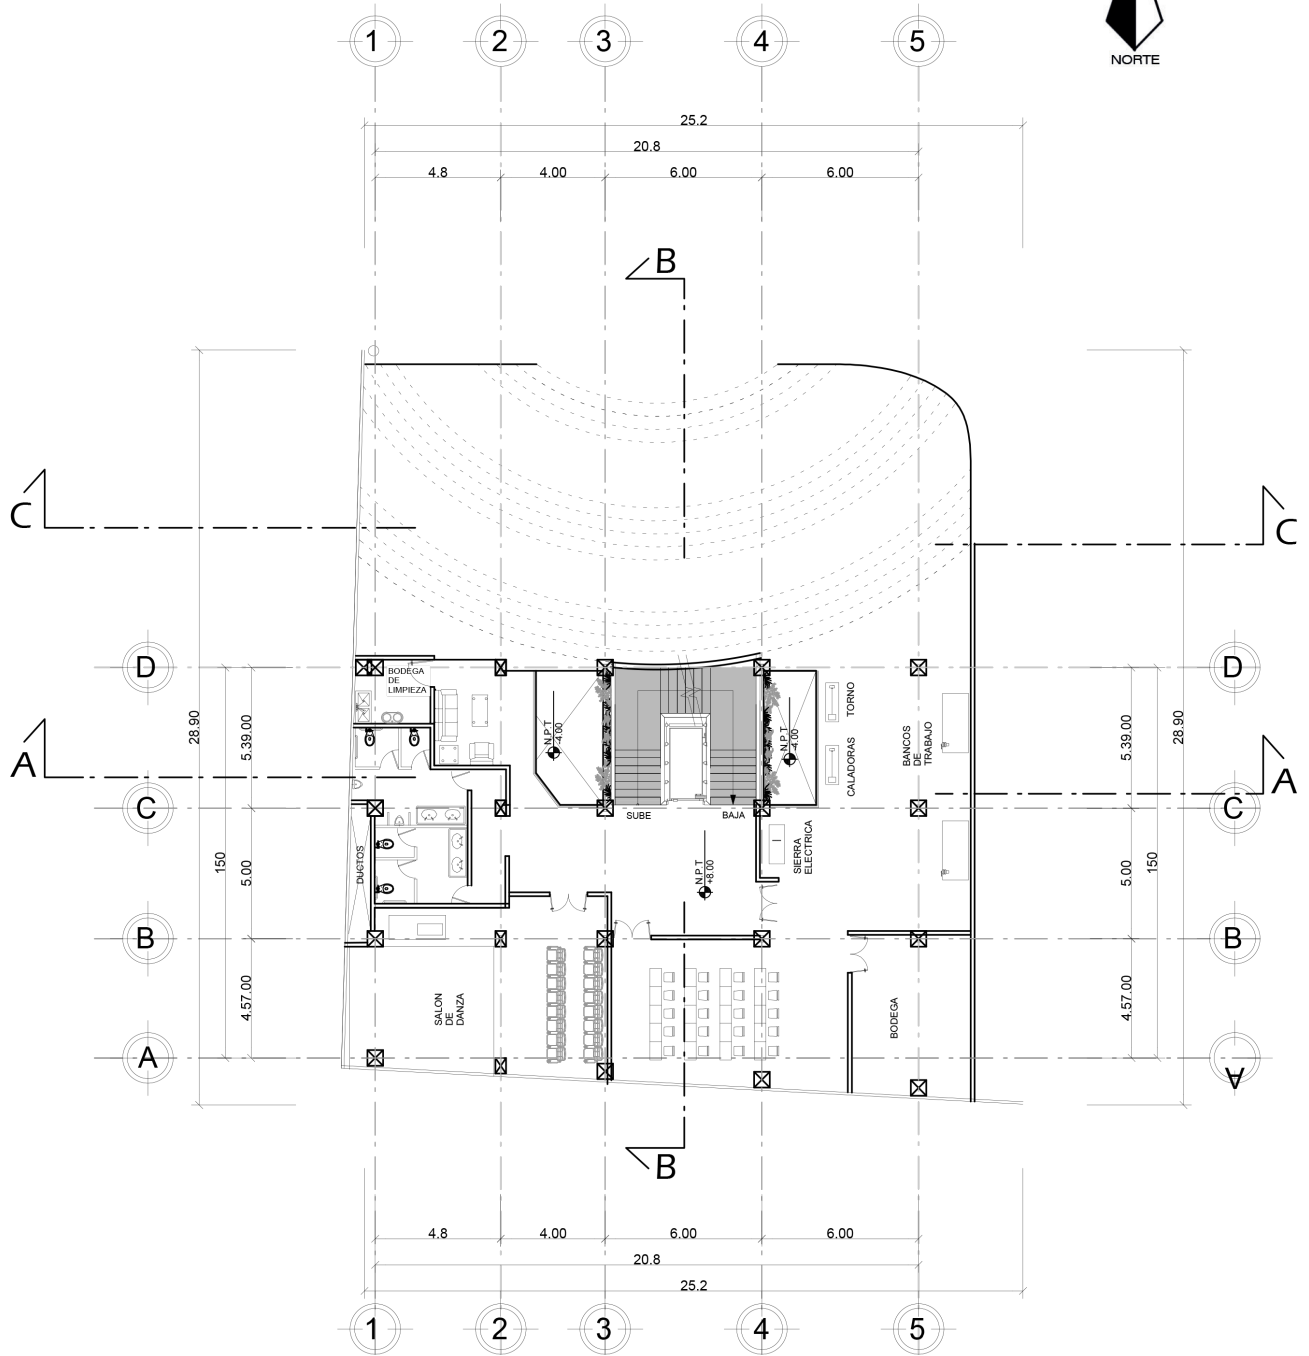 1 2 3 4 5
NORTE
25.2
20.8
4.8 4.00 6.00 6.00
B
C C
D D
BODEGA
DE
LIMPIEZA
28.90 28.90
5.39.00 5.39.00
N.P.T
-4.00
N.P.T
-4.00
TORNO
CALADORAS
BANCOS
DE
TRABAJO
A A
C C
SUBE BAJA
SIERRA
ELECTRICA
DUCTOS
150 150
5.00 5.00
N.P.T
+8.00
B B
SALON
DE
DANZA
BODEGA
4.57.00 4.57.00
A A
B
4.8 4.00 6.00 6.00
20.8
25.2
1 2 3 4 5